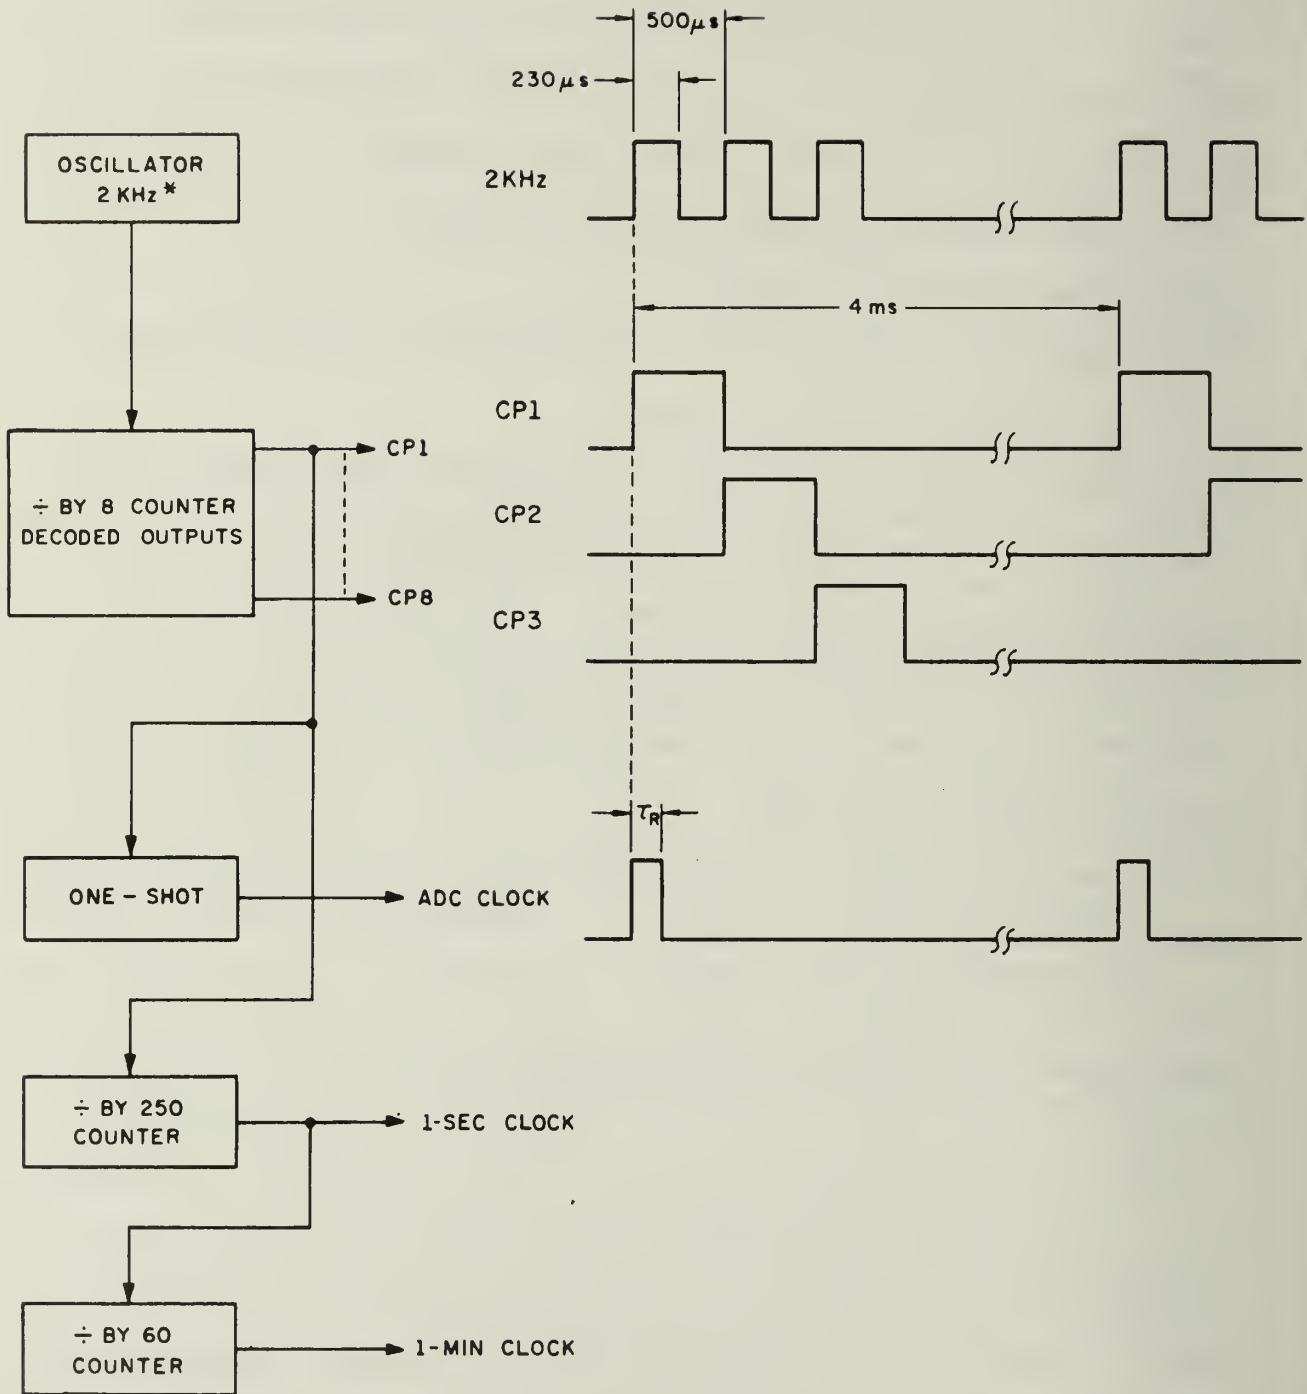 500μs
230μs
OSCILLATOR
2 KHz*
2KHz
4 ms
CP1
CP1
÷ BY 8 COUNTER
DECODED OUTPUTS
CP2
CP8
CP3
τR
ONE-SHOT
ADC CLOCK
÷ BY 250
COUNTER
1-SEC CLOCK
÷ BY 60
COUNTER
1-MIN CLOCK